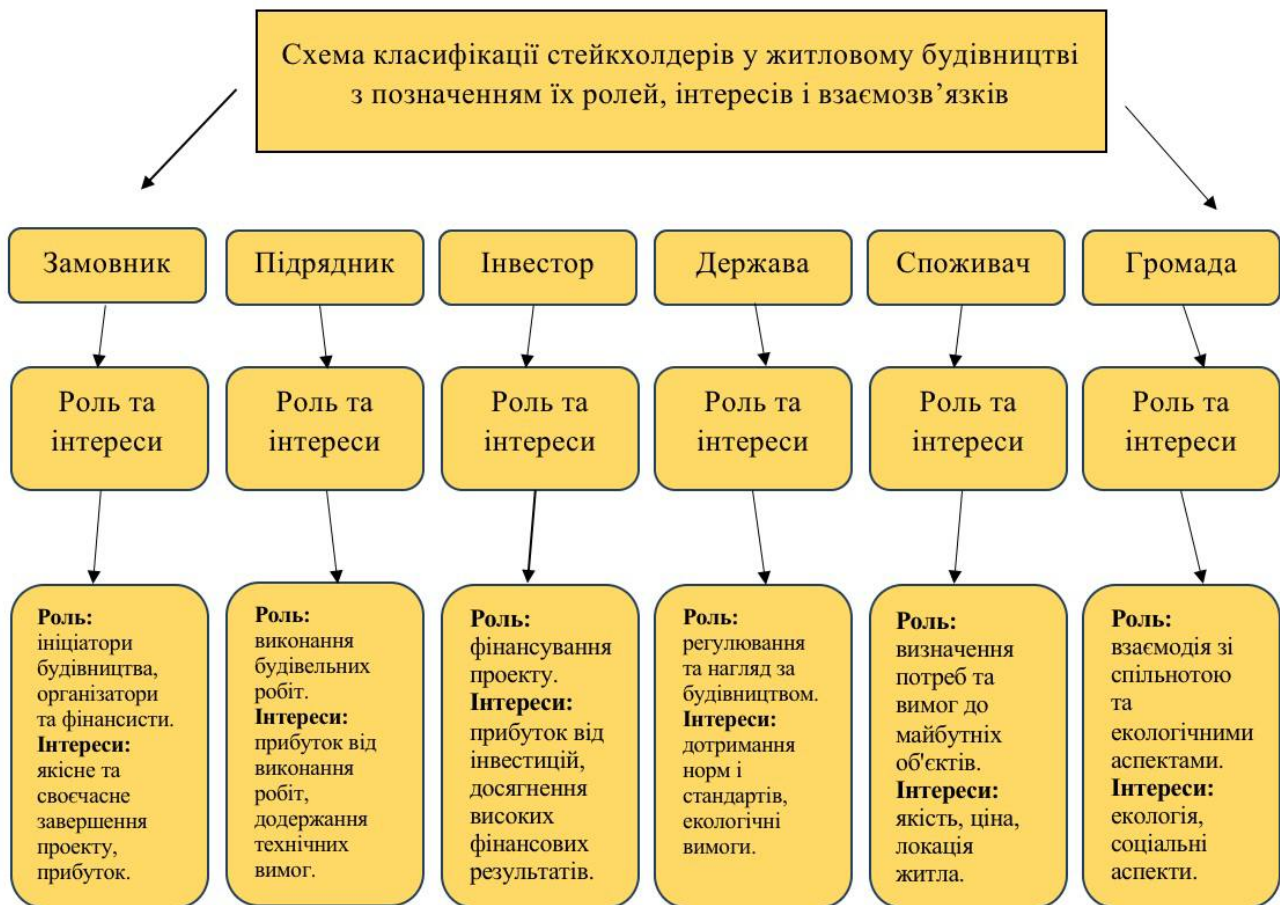 Схема класифікації стейкхолдерів у житловому будівництві
з позначенням їх ролей, інтересів і взаємозв’язків
Замовник
Підрядник
Інвестор
Держава
Споживач
Громада
Роль та
інтереси
Роль та
інтереси
Роль та
інтереси
Роль та
інтереси
Роль та
інтереси
Роль та
інтереси
Роль:
ініціатори
будівництва,
організатори
та фінансисти.
Інтереси:
якісне та
своєчасне
завершення
проекту,
прибуток.
Роль:
виконання
будівельних
робіт.
Інтереси:
прибуток від
виконання
робіт,
додержання
технічних
вимог.
Роль:
фінансування
проекту.
Інтереси:
прибуток від
інвестицій,
досягнення
високих
фінансових
результатів.
Роль:
регулювання
та нагляд за
будівництвом.
Інтереси:
дотримання
норм і
стандартів,
екологічні
вимоги.
Роль:
визначення
потреб та
вимог до
майбутніх
об'єктів.
Інтереси:
якість, ціна,
локація
житла.
Роль:
взаємодія зі
спільнотою
та
екологічними
аспектами.
Інтереси:
екологія,
соціальні
аспекти.